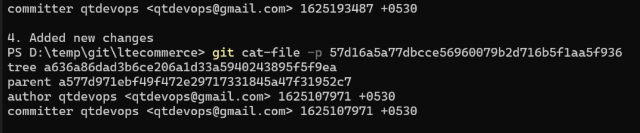 committer qtdevops <qtdevops@gmail.com> 1625193487 +0530
4. Added new changes
PS D:\temp\git\ltecommerce> git cat-file -p 57d16a5a77dbcce56960079b2d716b5f1aa5f936
tree a636a86dad3b6ce206a1d33a5940243895f5f9ea
parent a577d971ebf49f472e29717331845a47f31952c7
author qtdevops <qtdevops@gmail.com> 1625107971 +0530
committer qtdevops <qtdevops@gmail.com> 1625107971 +0530